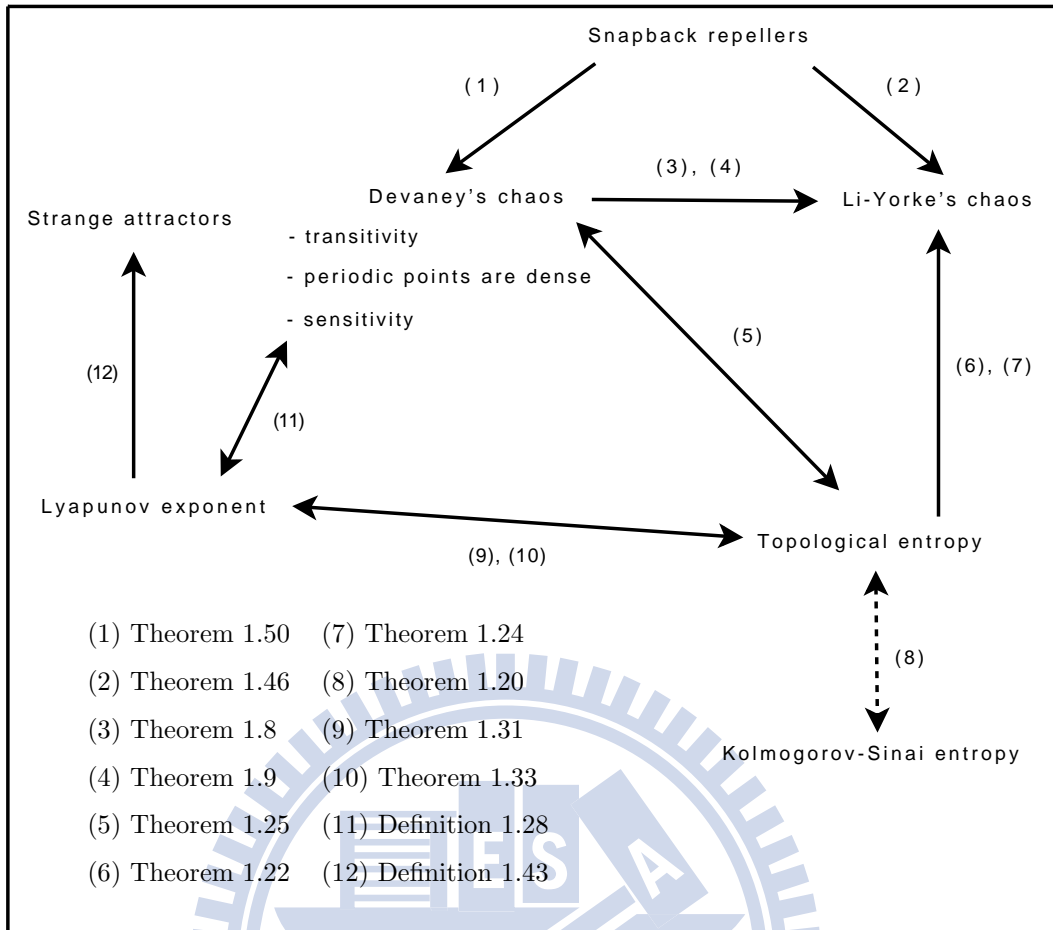 Snapback repellers
(1)
(2)
(3), (4)
Devaney's chaos
Li-Yorke's chaos
Strange attractors
- transitivity
- periodic points are dense
- sensitivity
(5)
(6), (7)
(12)
(11)
Lyapunov exponent
(9), (10)
Topological entropy
(8)
Kolmogorov-Sinai entropy
(1) Theorem 1.50 (7) Theorem 1.24
(2) Theorem 1.46 (8) Theorem 1.20
(3) Theorem 1.8 (9) Theorem 1.31
(4) Theorem 1.9 (10) Theorem 1.33
(5) Theorem 1.25 (11) Definition 1.28
(6) Theorem 1.22 (12) Definition 1.43
E S A